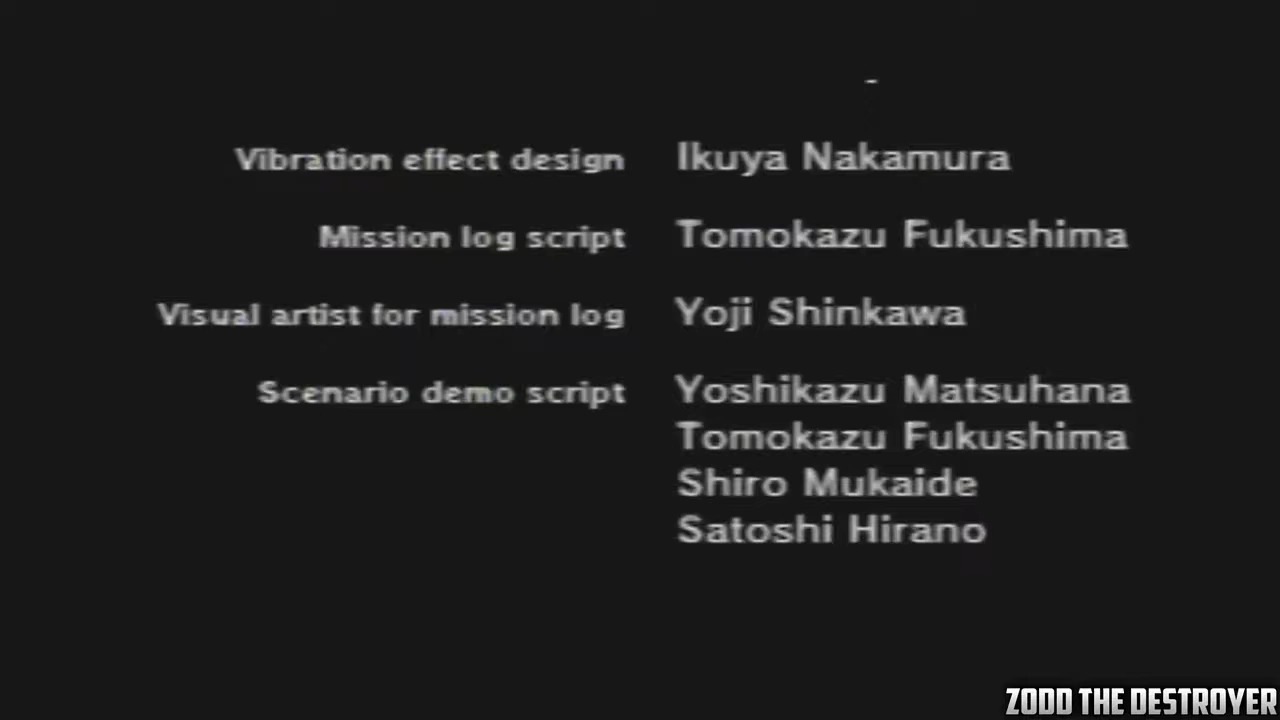 Vibration effect design Ikuya Nakamura
Mission log script Tomokazu Fukushima
Visual artist for mission log Yoji Shinkawa
Scenario demo script Yoshikazu Matsuhana
Tomokazu Fukushima
Shiro Mukaide
Satoshi Hirano
ZODD THE DESTROYER